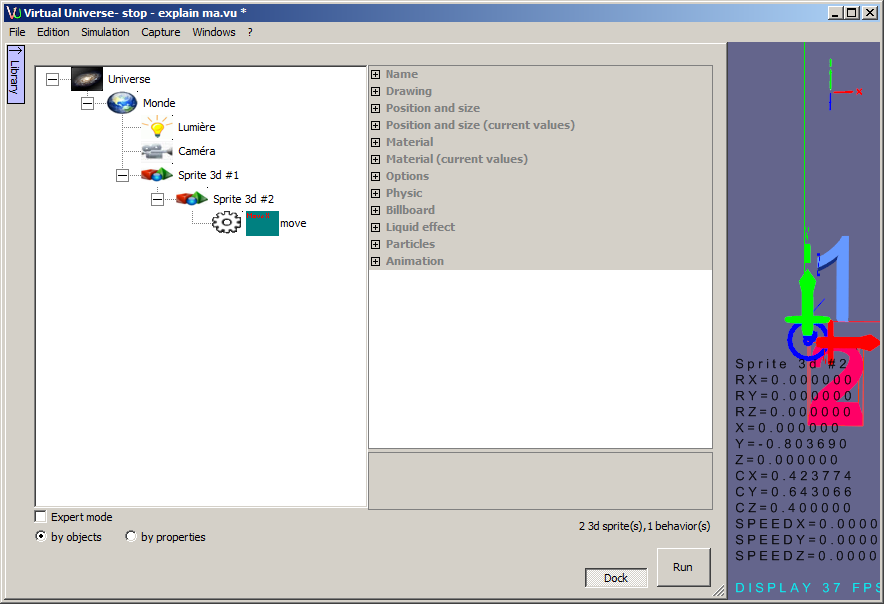 Virtual Universe- stop - explain ma.vu *
File Edition Simulation Capture Windows ?
Library
Universe
Monde
Lumière
Caméra
Sprite 3d #1
Sprite 3d #2
move
Name
Drawing
Position and size
Position and size (current values)
Material
Material (current values)
Options
Physic
Billboard
Liquid effect
Particles
Animation
Expert mode
by objects by properties
2 3d sprite(s),1 behavior(s)
Dock
Run
x
1
2
Sprite 3d #2
RX=0.000000
RY=0.000000
RZ=0.000000
X=0.000000
Y=-0.803690
Z=0.000000
CX=0.423774
CY=0.643066
CZ=0.400000
SPEEDX=0.0000
SPEEDY=0.0000
SPEEDZ=0.0000
DISPLAY 37 FPS